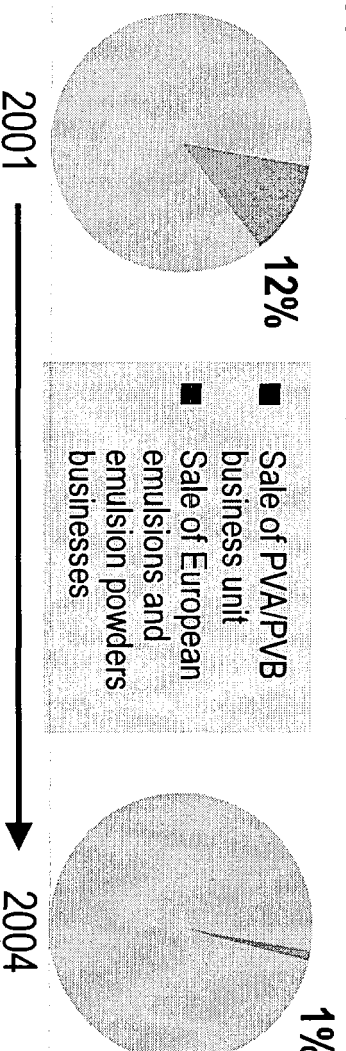 12%
Sale of PVA/PVB
business unit
Sale of European
emulsions and
emulsion powders
businesses
1%
2001
2004